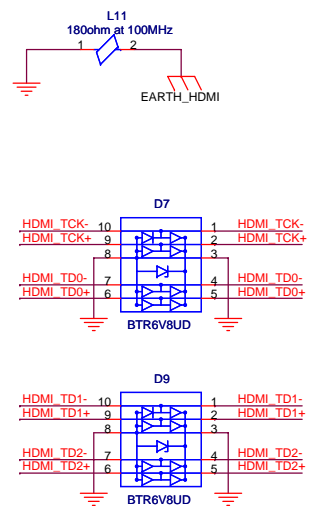 L11
180ohm at 100MHz
1 2
EARTH_HDMI
D7
HDMI_TCK- 10 1 HDMI_TCK-
HDMI_TCK+ 9 2 HDMI_TCK+
8 3
HDMI_TD0- 7 4 HDMI_TD0-
HDMI_TD0+ 6 5 HDMI_TD0+
BTR6V8UD
D9
HDMI_TD1- 10 1 HDMI_TD1-
HDMI_TD1+ 9 2 HDMI_TD1+
8 3
HDMI_TD2- 7 4 HDMI_TD2-
HDMI_TD2+ 6 5 HDMI_TD2+
BTR6V8UD